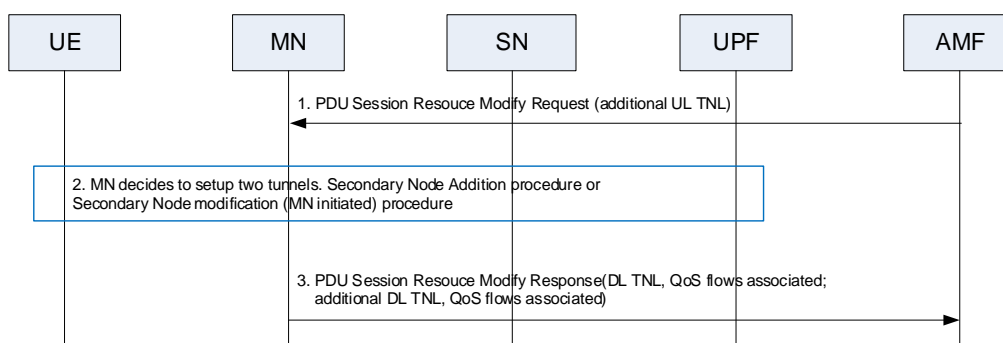 UE
MN
SN
UPF
AMF
1. PDU Session Resouce Modify Request (additional UL TNL)
2. MN decides to setup two tunnels. Secondary Node Addition procedure or
Secondary Node modification (MN initiated) procedure
3. PDU Session Resouce Modify Response(DL TNL, QoS flows associated;
additional DL TNL, QoS flows associated)